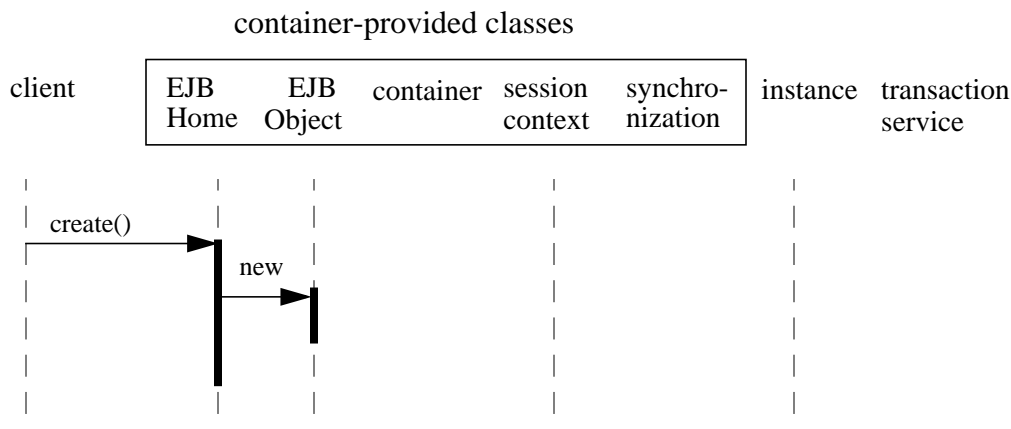 container-provided classes
client
EJB
Home
EJB
Object
container
session
context
synchro-
nization
instance
transaction
service
create()
new